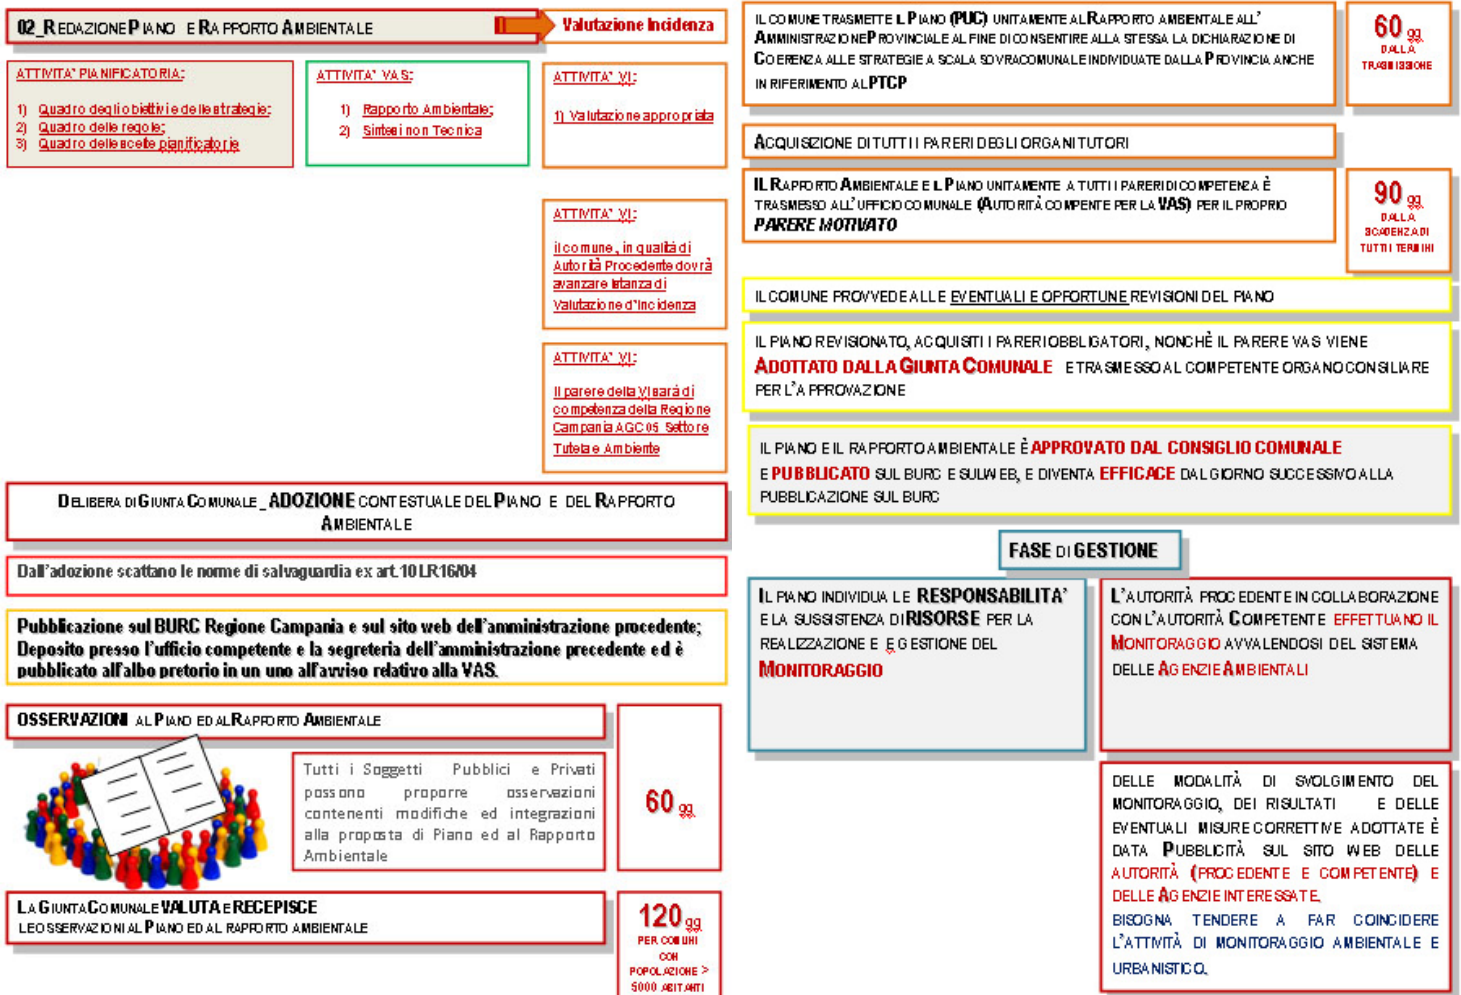 02_REDAZIONE PIANO E RAPPORTO AMBIENTALE
Valutazione Incidenza
ATTIVITA' PIANIFICATORIA:
1) Quadro degli obiettivi e delle strategie;
2) Quadro delle regole;
3) Quadro delle scelte pianificatorie
ATTIVITA' VAS:
1) Rapporto Ambientale;
2) Sintesi non Tecnica
ATTIVITA' VI:
1) Valutazione appropriata
ATTIVITA' VI:
il comune, in qualità di
Autorità Procedente dovrà
avanzare Istanza di
Valutazione d'Incidenza
ATTIVITA' VI:
Il parere della VI sarà di
competenza della Regione
Campania AGC 05 Settore
Tutela e Ambiente
DELIBERA DI GIUNTA COMUNALE_ADOZIONE CONTESTUALE DEL PIANO E DEL RAPPORTO
AMBIENTALE
Dall'adozione scattano le norme di salvaguardia ex art.10 LR16/04
Pubblicazione sul BURC Regione Campania e sul sito web dell'amministrazione procedente;
Deposito presso l'ufficio competente e la segreteria dell'amministrazione precedente ed è
pubblicato all'albo pretorio in un uno all'avviso relativo alla VAS.
OSSERVAZIONI AL PIANO ED AL RAPPORTO AMBIENTALE
Tutti i Soggetti Pubblici e Privati
possono proporre osservazioni
contenenti modifiche ed integrazioni
alla proposta di Piano ed al Rapporto
Ambientale
60 gg
LA GIUNTA COMUNALE VALUTA E RECEPISCE
LE OSSERVAZIONI AL PIANO ED AL RAPPORTO AMBIENTALE
120 gg
PER COMUNI
CON
POPOLAZIONE >
5000 ABITANTI
IL COMUNE TRASMETTE IL PIANO (PUC) UNITAMENTE AL RAPPORTO AMBIENTALE ALL'
AMMINISTRAZIONE PROVINCIALE AL FINE DI CONSENTIRE ALLA STESSA LA DICHIARAZIONE DI
COERENZA ALLE STRATEGIE A SCALA SOVRACOMUNALE INDIVIDUATE DALLA PROVINCIA ANCHE
IN RIFERIMENTO AL PTCP
60 gg
DALLA
TRASMISSIONE
ACQUISIZIONE DI TUTTI I PARERI DEGLI ORGANI TUTORI
IL RAPPORTO AMBIENTALE E IL PIANO UNITAMENTE A TUTTI I PARERI DI COMPETENZA È
TRASMESSO ALL'UFFICIO COMUNALE (AUTORITÀ COMPENTE PER LA VAS) PER IL PROPRIO
PARERE MOTIVATO
90 gg
DALLA
SCADENZA DI
TUTTI I TERMINI
IL COMUNE PROVVEDE ALLE EVENTUALI E OPPORTUNE REVISIONI DEL PIANO
IL PIANO REVISIONATO, ACQUISITI I PARERI OBBLIGATORI, NONCHÈ IL PARERE VAS VIENE
ADOTTATO DALLA GIUNTA COMUNALE E TRASMESSO AL COMPETENTE ORGANO CONSILIARE
PER L'APPROVAZIONE
IL PIANO E IL RAPPORTO AMBIENTALE È APPROVATO DAL CONSIGLIO COMUNALE
E PUBBLICATO SUL BURC E SUL WEB, E DIVENTA EFFICACE DAL GIORNO SUCCESSIVO ALLA
PUBBLICAZIONE SUL BURC
FASE DI GESTIONE
IL PIANO INDIVIDUA LE RESPONSABILITA'
E LA SUSSISTENZA DI RISORSE PER LA
REALIZZAZIONE E E GESTIONE DEL
MONITORAGGIO
L'AUTORITÀ PROCEDENTE IN COLLABORAZIONE
CON L'AUTORITÀ COMPETENTE EFFETTUANO IL
MONITORAGGIO AVVALENDOSI DEL SISTEMA
DELLE AGENZIE AMBIENTALI
DELLE MODALITÀ DI SVOLGIMENTO DEL
MONITORAGGIO, DEI RISULTATI E DELLE
EVENTUALI MISURE CORRETTIVE ADOTTATE È
DATA PUBBLICITÀ SUL SITO WEB DELLE
AUTORITÀ (PROCEDENTE E COMPETENTE) E
DELLE AGENZIE INTERESSATE.
BISOGNA TENDERE A FAR COINCIDERE
L'ATTIVITÀ DI MONITORAGGIO AMBIENTALE E
URBANISTICO.